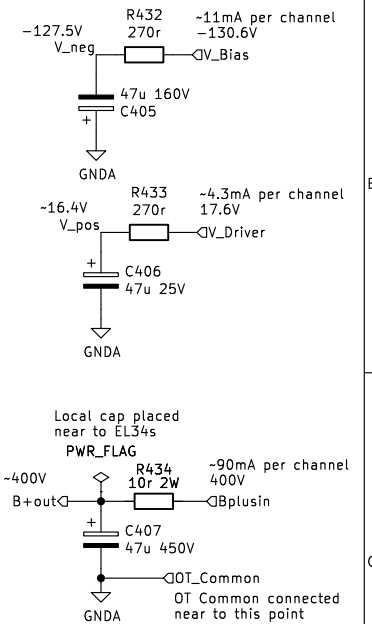 R432
270r
~11mA per channel
-130.6V
-127.5V
V_neg
V_Bias
47u 160V
C405
+
GNDA
R433
270r
~4.3mA per channel
17.6V
~16.4V
V_pos
V_Driver
+
C406
47u 25V
GNDA
Local cap placed
near to EL34s
PWR_FLAG
R434
10r 2W
~90mA per channel
400V
~400V
B+out
Bplusin
+
C407
47u 450V
OT_Common
GNDA
OT Common connected
near to this point